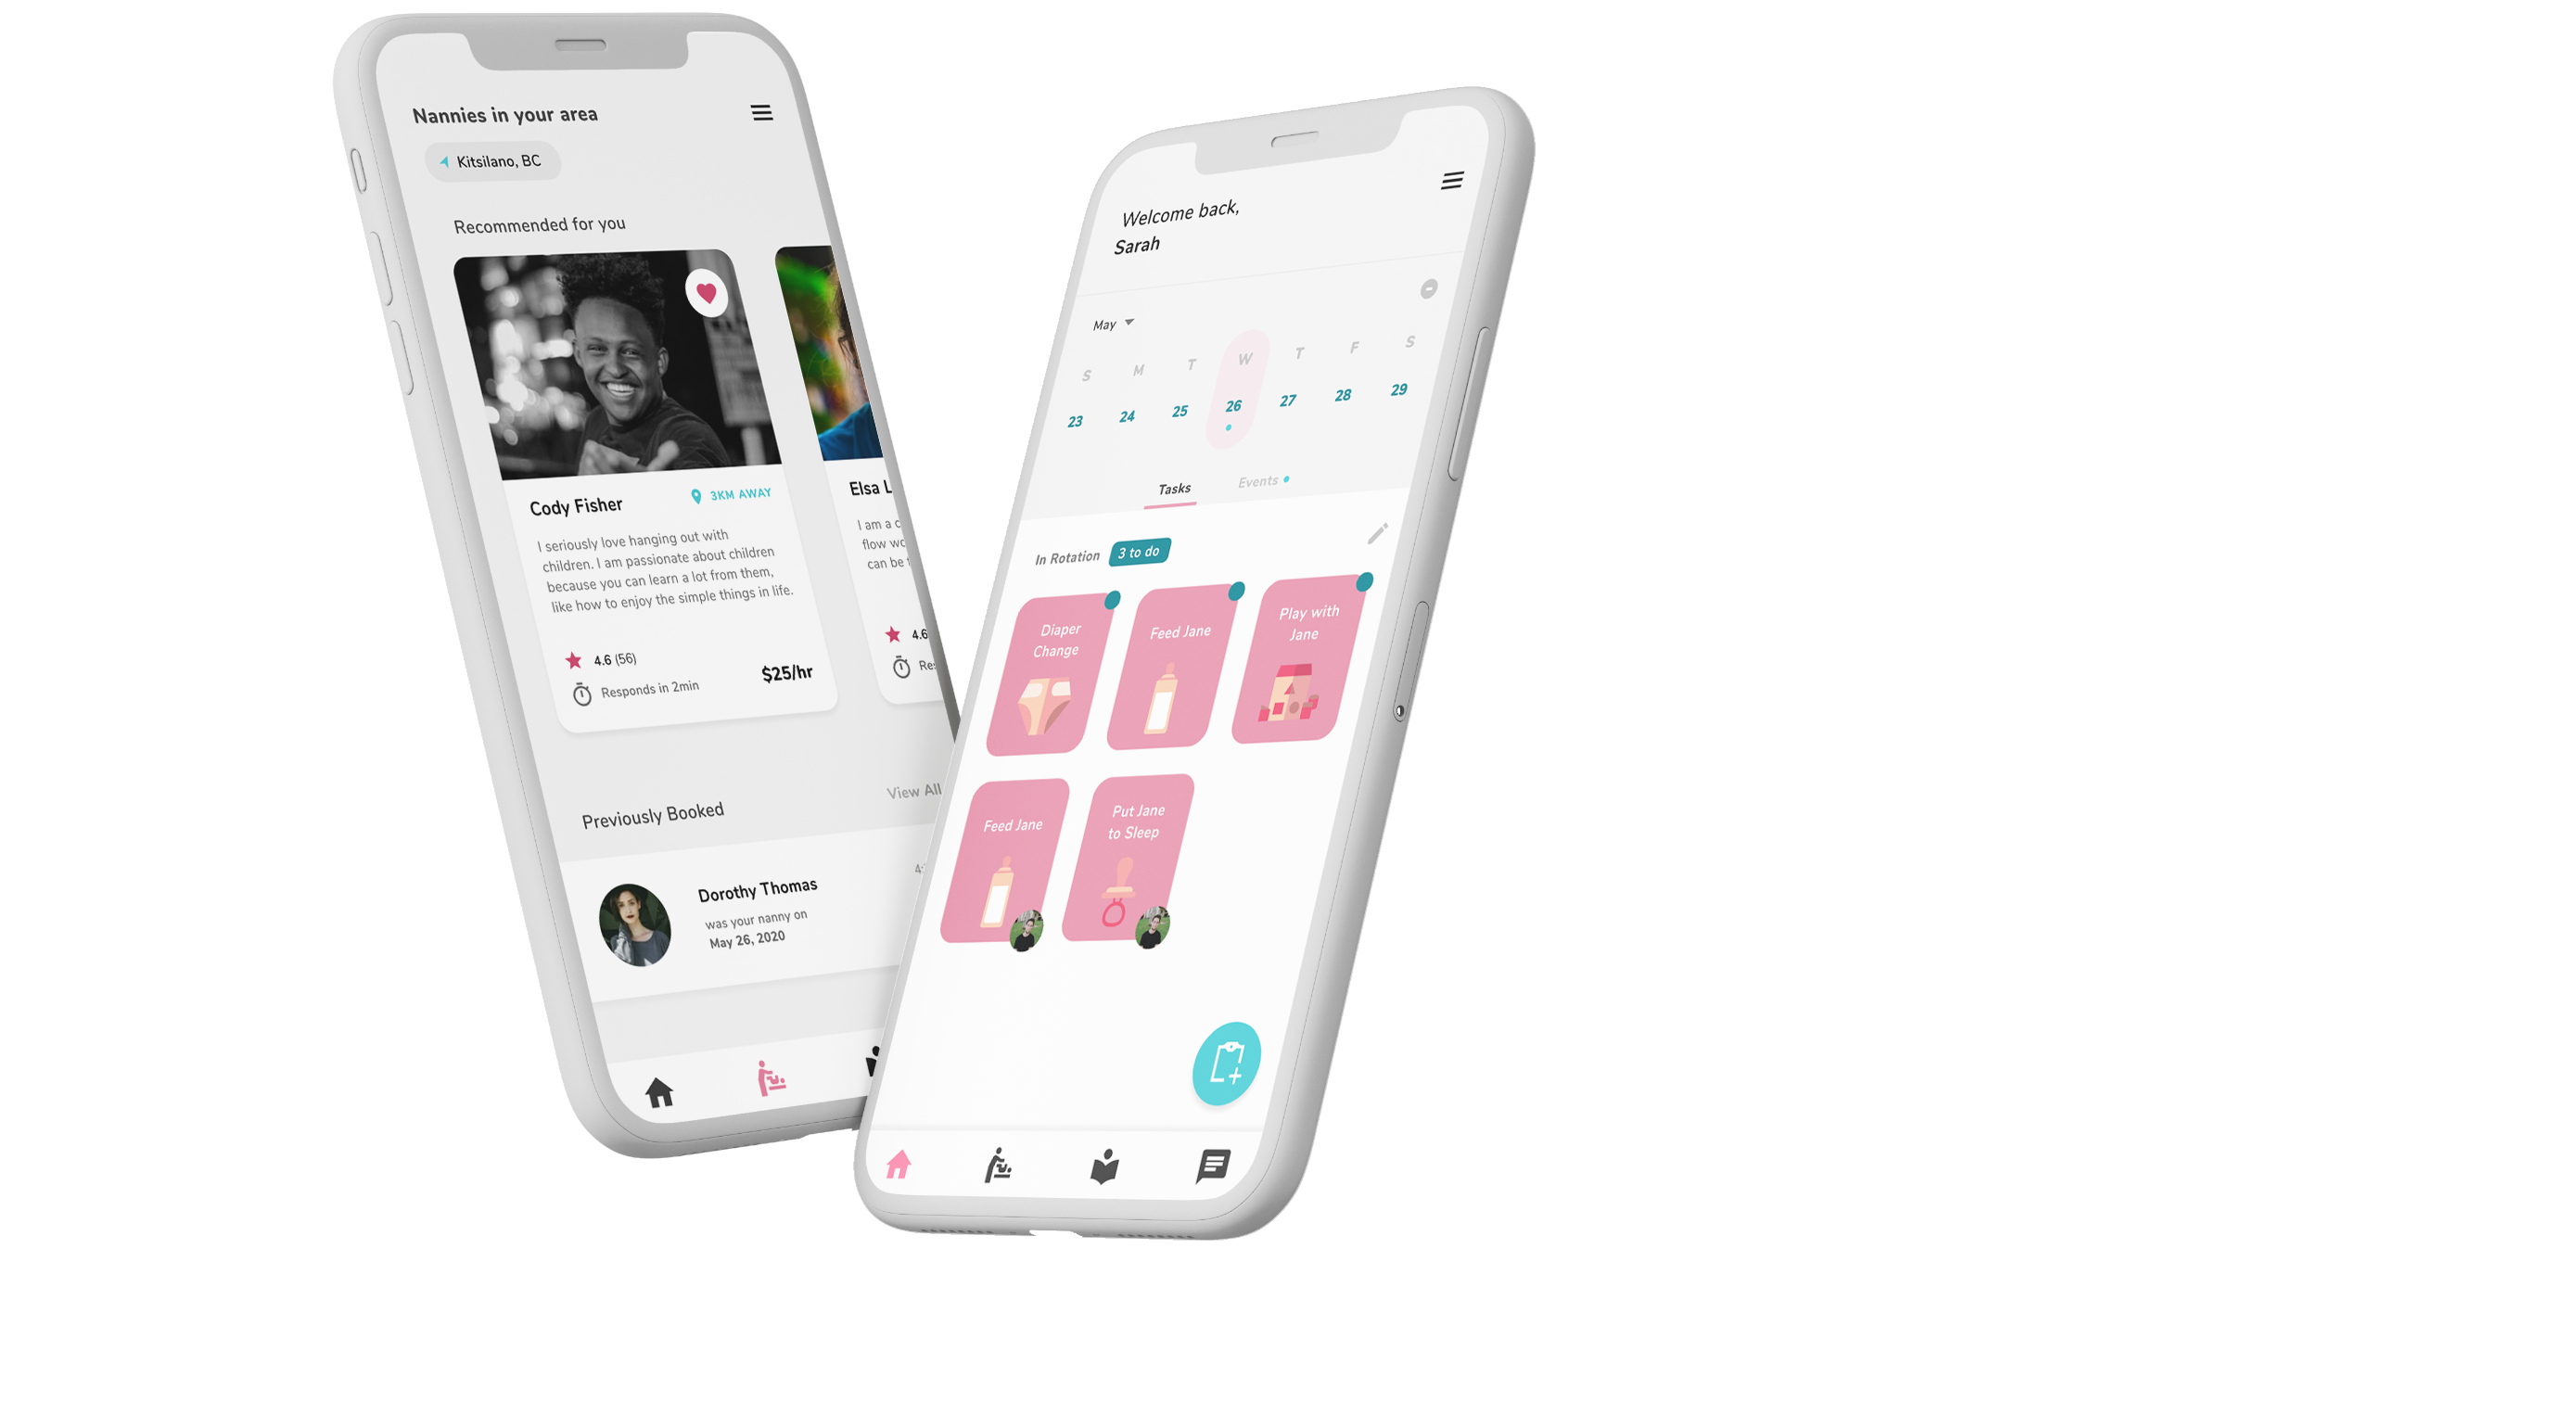 Nannies in your area
Kitsilano, BC
Recommended for you
Cody Fisher
3KM AWAY
I seriously love hanging out with
children. I am passionate about children
because you can learn a lot from them,
like how to enjoy the simple things in life.
4.6 (56)
Responds in 2min
$25/hr
Elsa L
I am a c
flow wo
can be
4.6
Res
Previously Booked
View All
Dorothy Thomas
was your nanny on
May 26, 2020
4:
Welcome back,
Sarah
May
S M T W T F S
23 24 25 26 27 28 29
Tasks
Events
In Rotation
3 to do
Diaper
Change
Feed Jane
Play with
Jane
Feed Jane
Put Jane
to Sleep